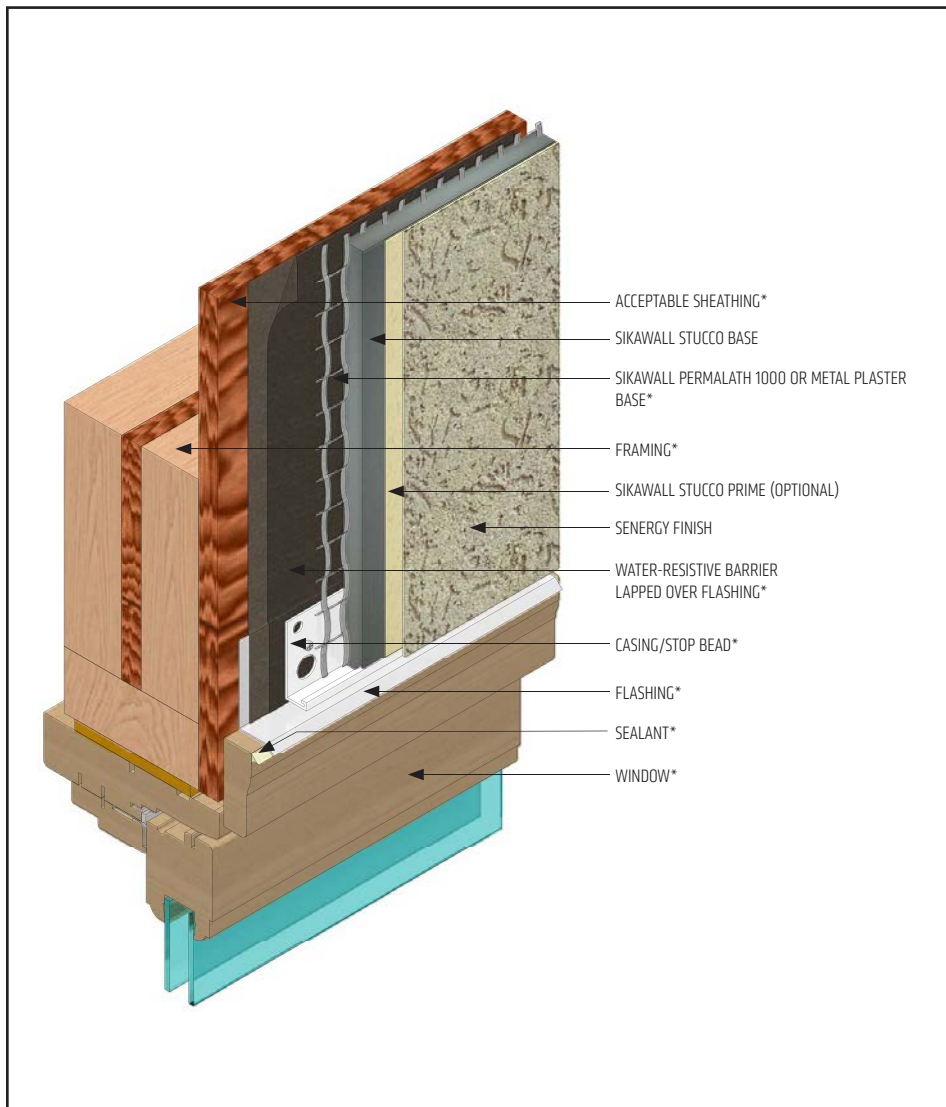 ACCEPTABLE SHEATHING*
SIKAWALL STUCCO BASE
SIKAWALL PERMALATH 1000 OR METAL PLASTER
BASE*
FRAMING*
SIKAWALL STUCCO PRIME (OPTIONAL)
SENERGY FINISH
WATER-RESISTIVE BARRIER
LAPPED OVER FLASHING*
CASING/STOP BEAD*
FLASHING*
SEALANT*
WINDOW*